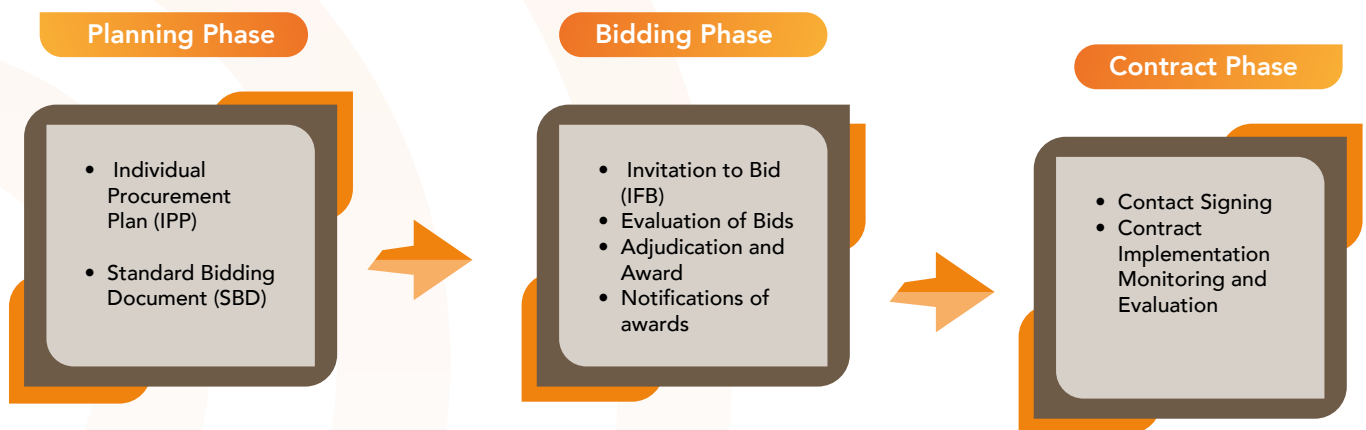 Planning Phase
• Individual
Procurement
Plan (IPP)
• Standard Bidding
Document (SBD)
Bidding Phase
• Invitation to Bid
(IFB)
• Evaluation of Bids
• Adjudication and
Award
• Notifications of
awards
Contract Phase
• Contact Signing
• Contract
Implementation
Monitoring and
Evaluation